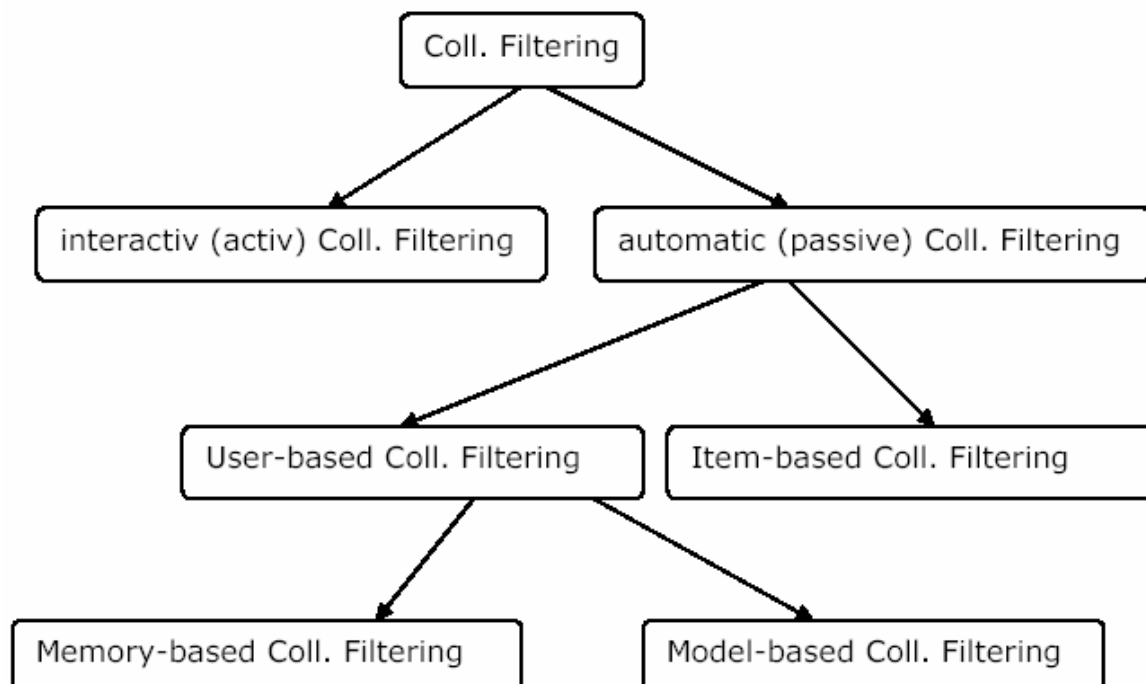 Coll. Filtering
interactiv (activ) Coll. Filtering
automatic (passive) Coll. Filtering
User-based Coll. Filtering
Item-based Coll. Filtering
Memory-based Coll. Filtering
Model-based Coll. Filtering